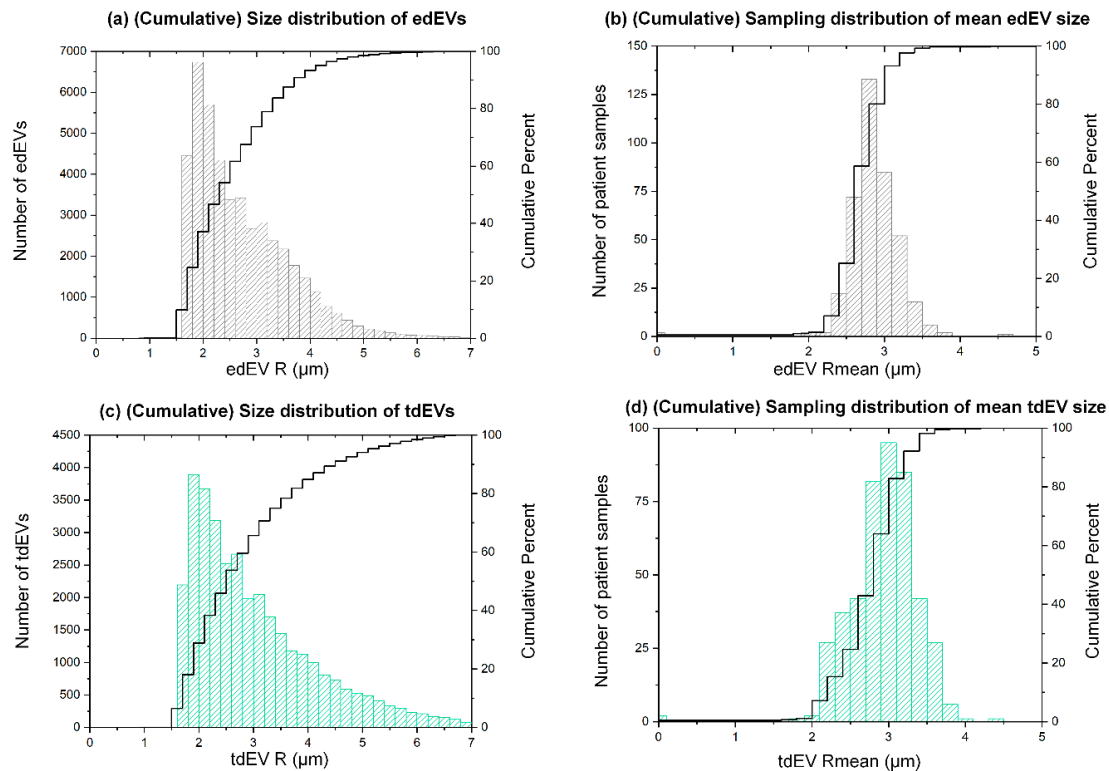 (a) (Cumulative) Size distribution of edEVs
7000
6000
5000
4000
3000
2000
1000
0
100
80
60
40
20
0
0 1 2 3 4 5 6 7
Number of edEVs
Cumulative Percent
edEV R (μm)
(b) (Cumulative) Sampling distribution of mean edEV size
150
125
100
75
50
25
0
100
80
60
40
20
0
0 1 2 3 4 5
Number of patient samples
Cumulative Percent
edEV Rmean (μm)
(c) (Cumulative) Size distribution of tdEVs
4500
4000
3500
3000
2500
2000
1500
1000
500
0
100
80
60
40
20
0
0 1 2 3 4 5 6 7
Number of tdEVs
Cumulative Percent
tdEV R (μm)
(d) (Cumulative) Sampling distribution of mean tdEV size
100
75
50
25
0
100
80
60
40
20
0
0 1 2 3 4 5
Number of patient samples
Cumulative Percent
tdEV Rmean (μm)